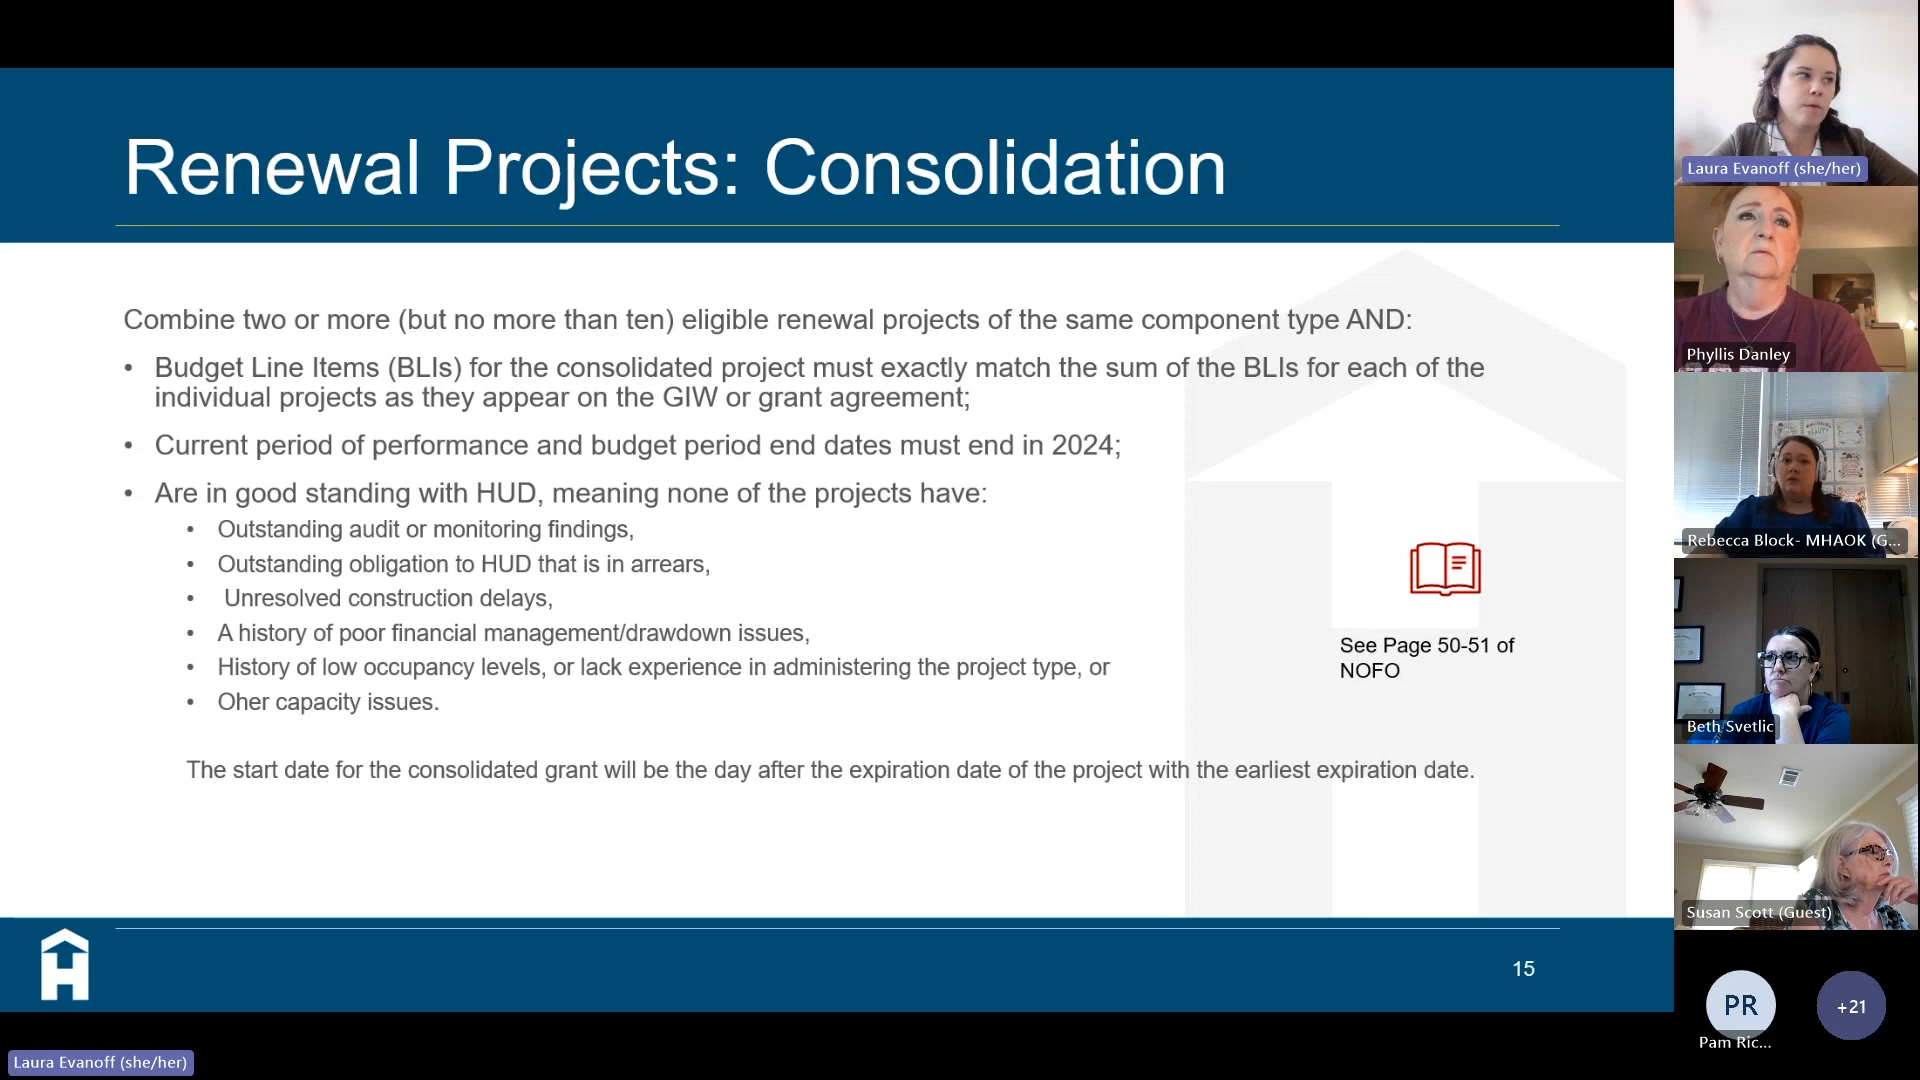 Renewal Projects: Consolidation
Combine two or more (but no more than ten) eligible renewal projects of the same component type AND:
• Budget Line Items (BLIs) for the consolidated project must exactly match the sum of the BLIs for each of the
individual projects as they appear on the GIW or grant agreement;
• Current period of performance and budget period end dates must end in 2024;
• Are in good standing with HUD, meaning none of the projects have:
• Outstanding audit or monitoring findings,
• Outstanding obligation to HUD that is in arrears,
• Unresolved construction delays,
• A history of poor financial management/drawdown issues,
• History of low occupancy levels, or lack experience in administering the project type, or
• Oher capacity issues.
See Page 50-51 of
NOFO
The start date for the consolidated grant will be the day after the expiration date of the project with the earliest expiration date.
15
Laura Evanoff (she/her)
Laura Evanoff (she/her)
Phyllis Danley
Rebecca Block- MHAOK (G...
Beth Svetlic
Susan Scott (Guest)
PR
Pam Ric...
+21